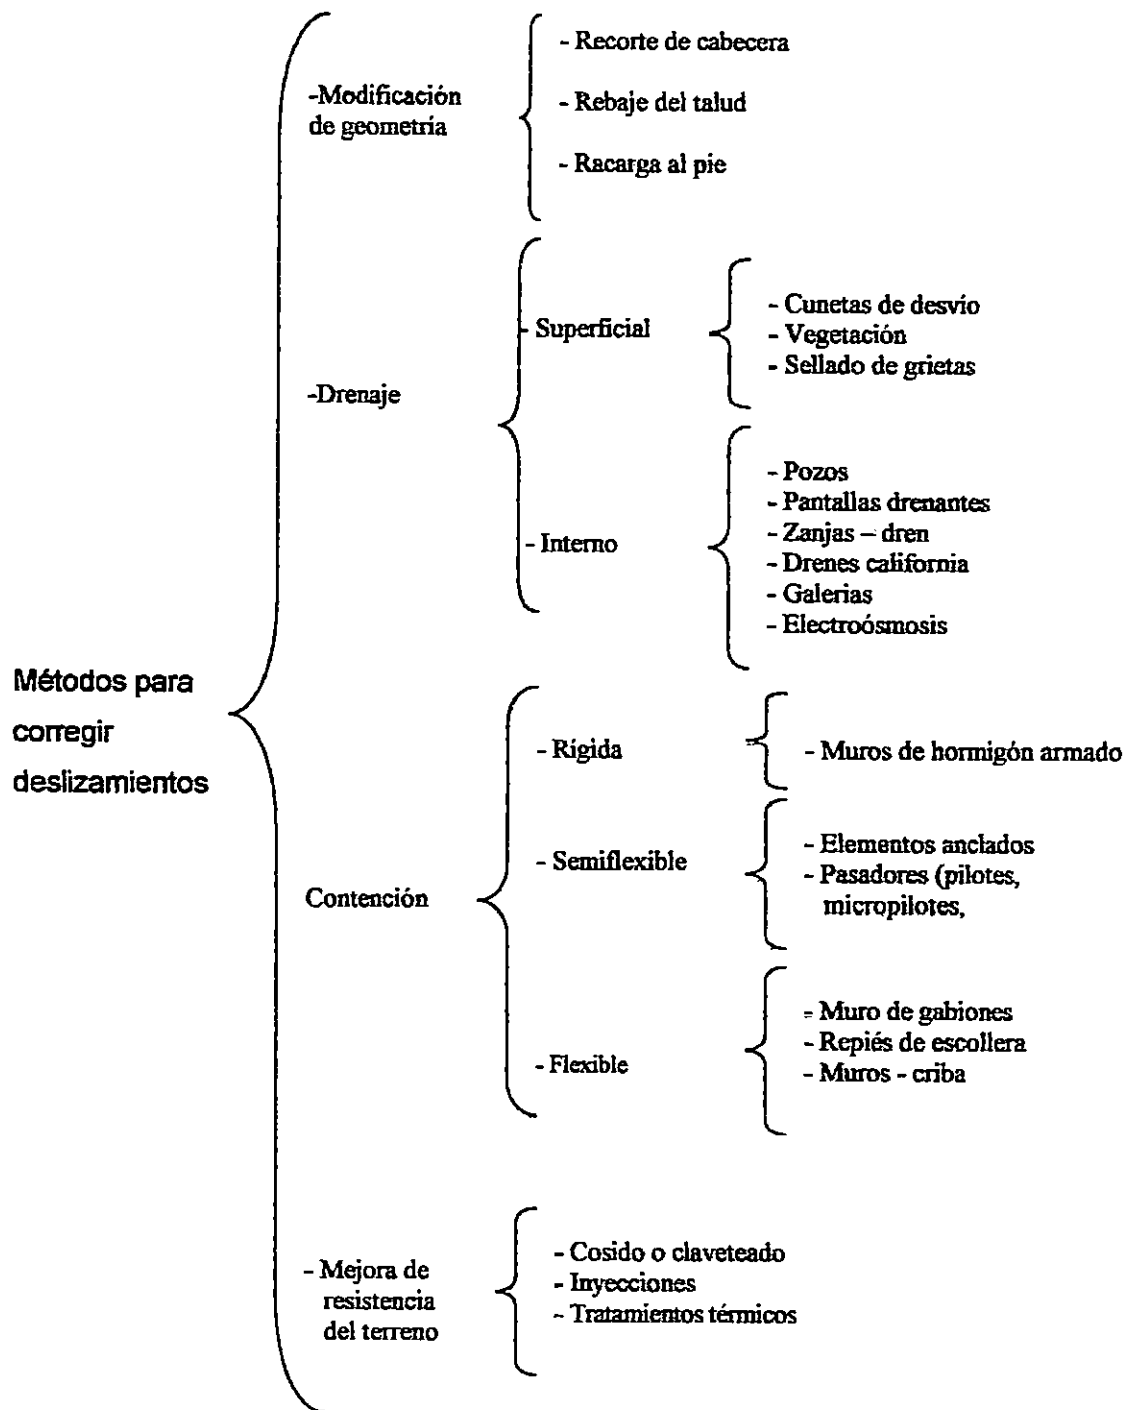 Métodos para
corregir
deslizamientos
-Modificación
de geometría
- Recorte de cabecera
- Rebaje del talud
- Racarga al pie
-Drenaje
- Superficial
- Cunetas de desvío
- Vegetación
- Sellado de grietas
- Interno
- Pozos
- Pantallas drenantes
- Zanjas – dren
- Drenes california
- Galerias
- Electroósmosis
Contención
- Rígida
- Muros de hormigón armado
- Semiflexible
- Elementos anclados
- Pasadores (pilotes,
micropilotes,
- Flexible
- Muro de gabiones
- Repiés de escollera
- Muros - criba
- Mejora de
resistencia
del terreno
- Cosido o claveteado
- Inyecciones
- Tratamientos térmicos